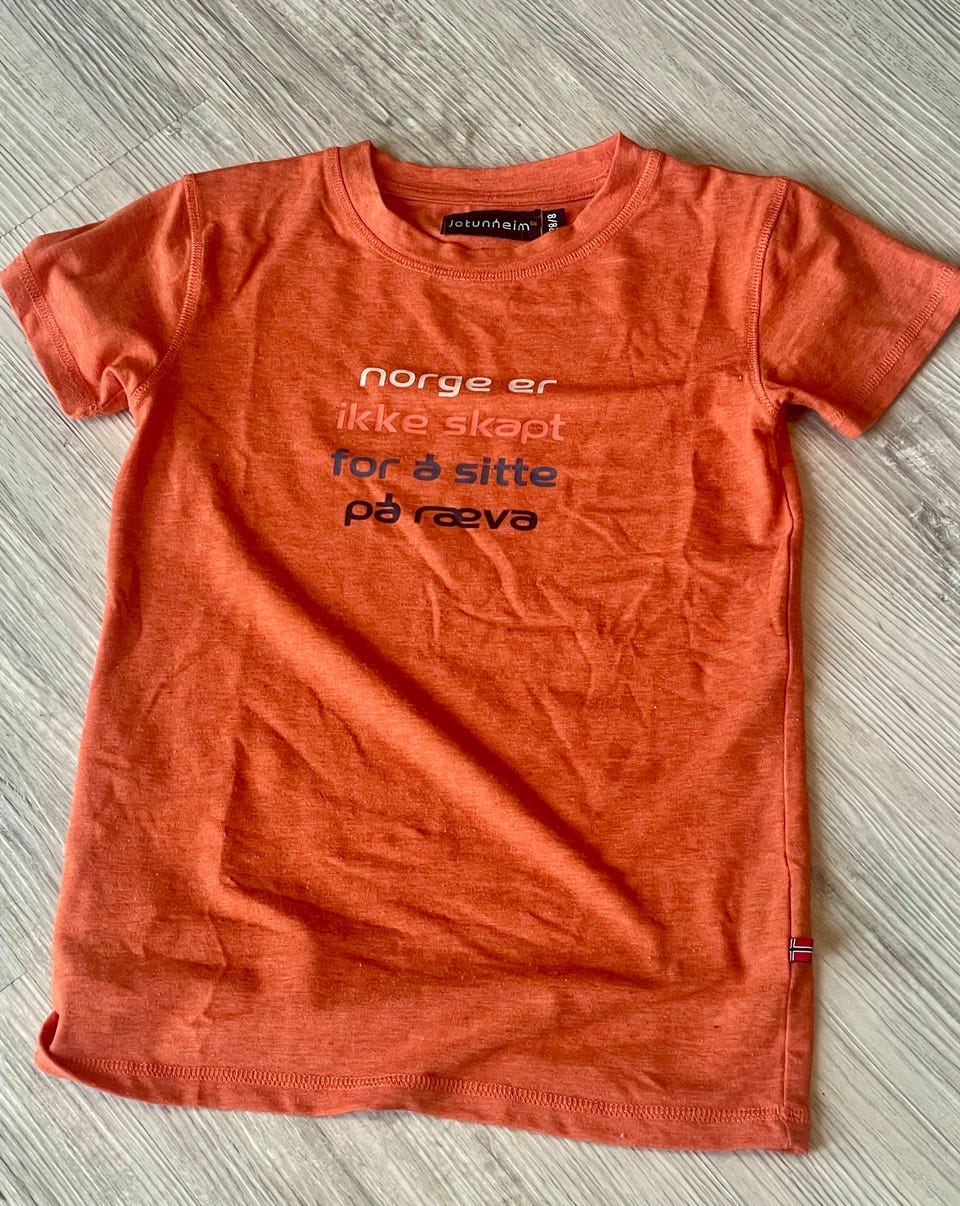 Jotunheim
norge er
ikke skapt
for å sitte
på ræva